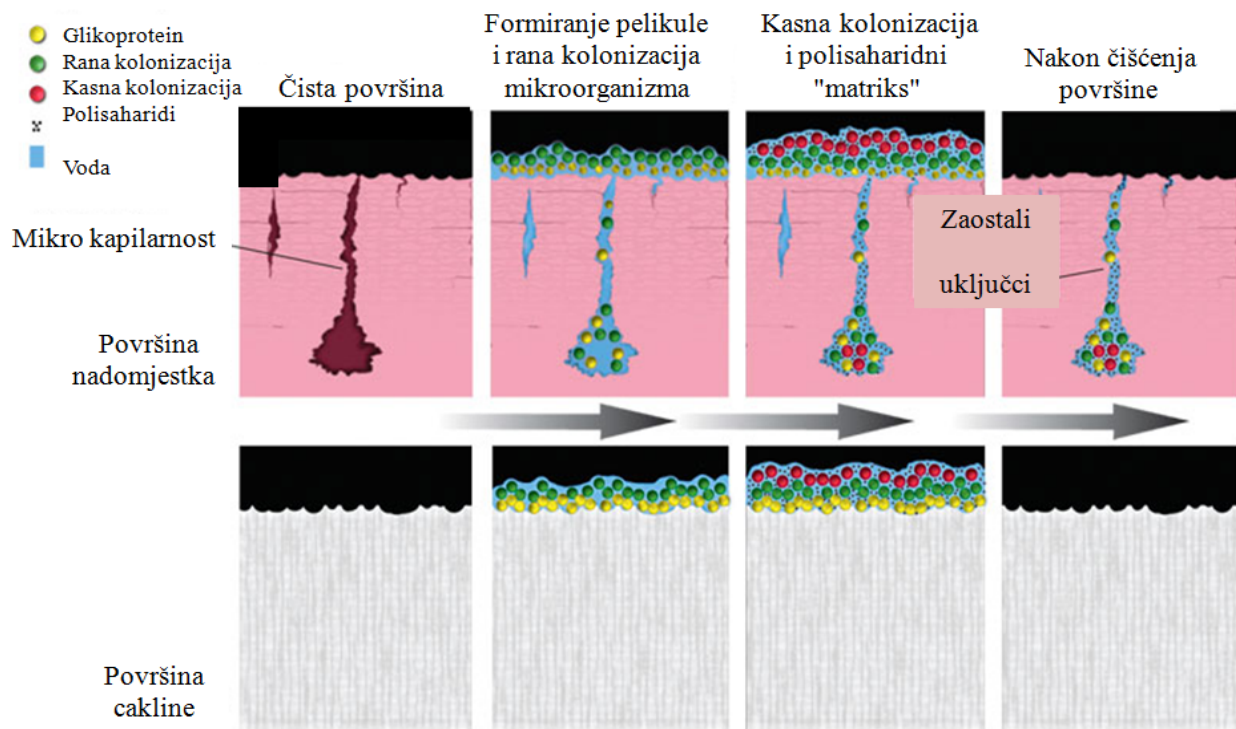 Glikoprotein
Rana kolonizacija
Kasna kolonizacija
Polisaharidi
Voda
Čista površina
Formiranje pelikule
i rana kolonizacija
mikroorganizma
Kasna kolonizacija
i polisaharidni
"matriks"
Nakon čišćenja
površine
Mikro kapilarnost
Zaostali
uključci
Površina
nadomjestka
Površina
cakline